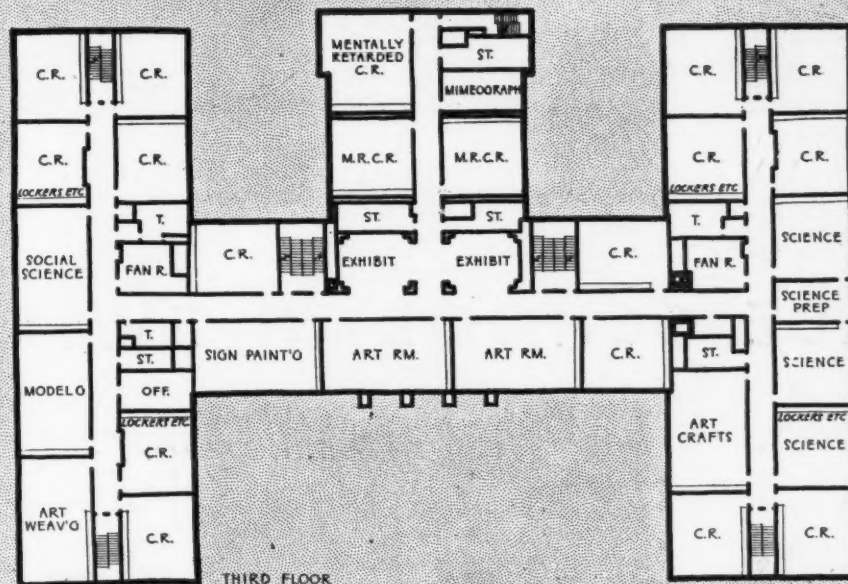 C.R.
C.R.
C.R.
C.R.
LOCKERS ETC
T.
SOCIAL
SCIENCE
FAN R.
C.R.
T.
ST.
OFF.
MODEL'G
LOCKERS ETC.
C.R.
ART
WEAV'G
C.R.
SIGN PAINT'G
ART RM.
ART RM.
C.R.
MENTALLY
RETARDED
C.R.
ST.
MIMEOGRAPH
M.R.C.R.
M.R.C.R.
ST.
ST.
EXHIBIT
EXHIBIT
C.R.
C.R.
C.R
C.R.
C.R.
LOCKERS ETC
T.
FAN R.
SCIENCE
SCIENCE
PREP
ST.
SCIENCE
ART
CRAFTS
LOCKERS ETC
SCIENCE
C.R.
C.R.
THIRD FLOOR